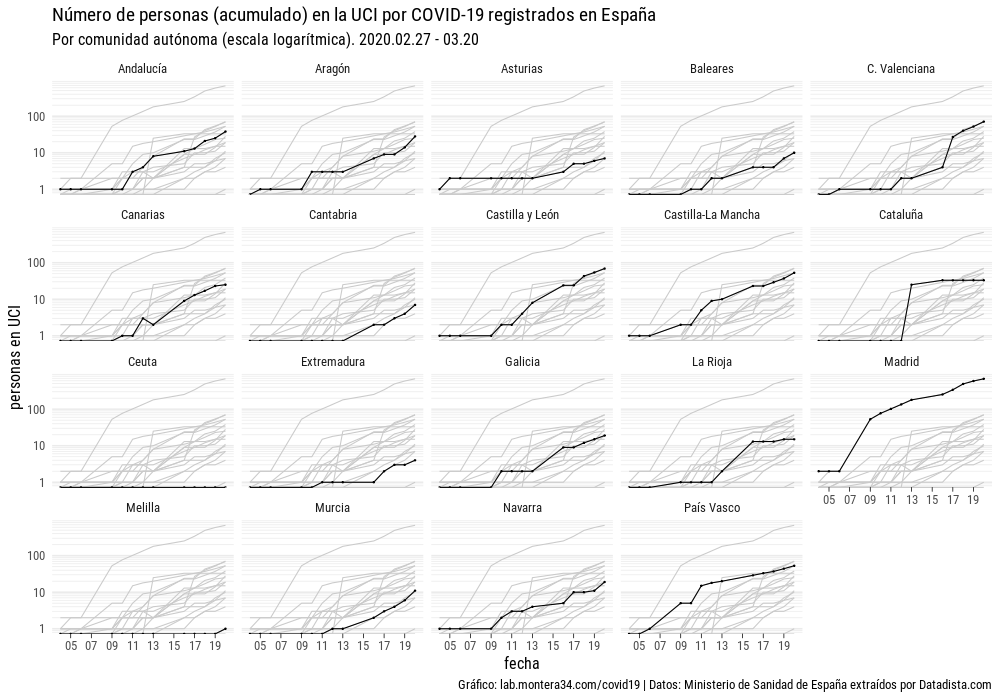 Número de personas (acumulado) en la UCI por COVID-19 registrados en España
Por comunidad autónoma (escala logarítmica). 2020.02.27 - 03.20
Andalucía Aragón Asturias Baleares C. Valenciana
100
10
1
Canarias Cantabria Castilla y León Castilla-La Mancha Cataluña
100
10
1
personas en UCI
Ceuta Extremadura Galicia La Rioja Madrid
100
10
1
05 07 09 11 13 15 17 19
Melilla Murcia Navarra País Vasco
100
10
1
05 07 09 11 13 15 17 19 05 07 09 11 13 15 17 19 05 07 09 11 13 15 17 19 05 07 09 11 13 15 17 19
fecha
Gráfico: lab.montera34.com/covid19 | Datos: Ministerio de Sanidad de España extraídos por Datadista.com